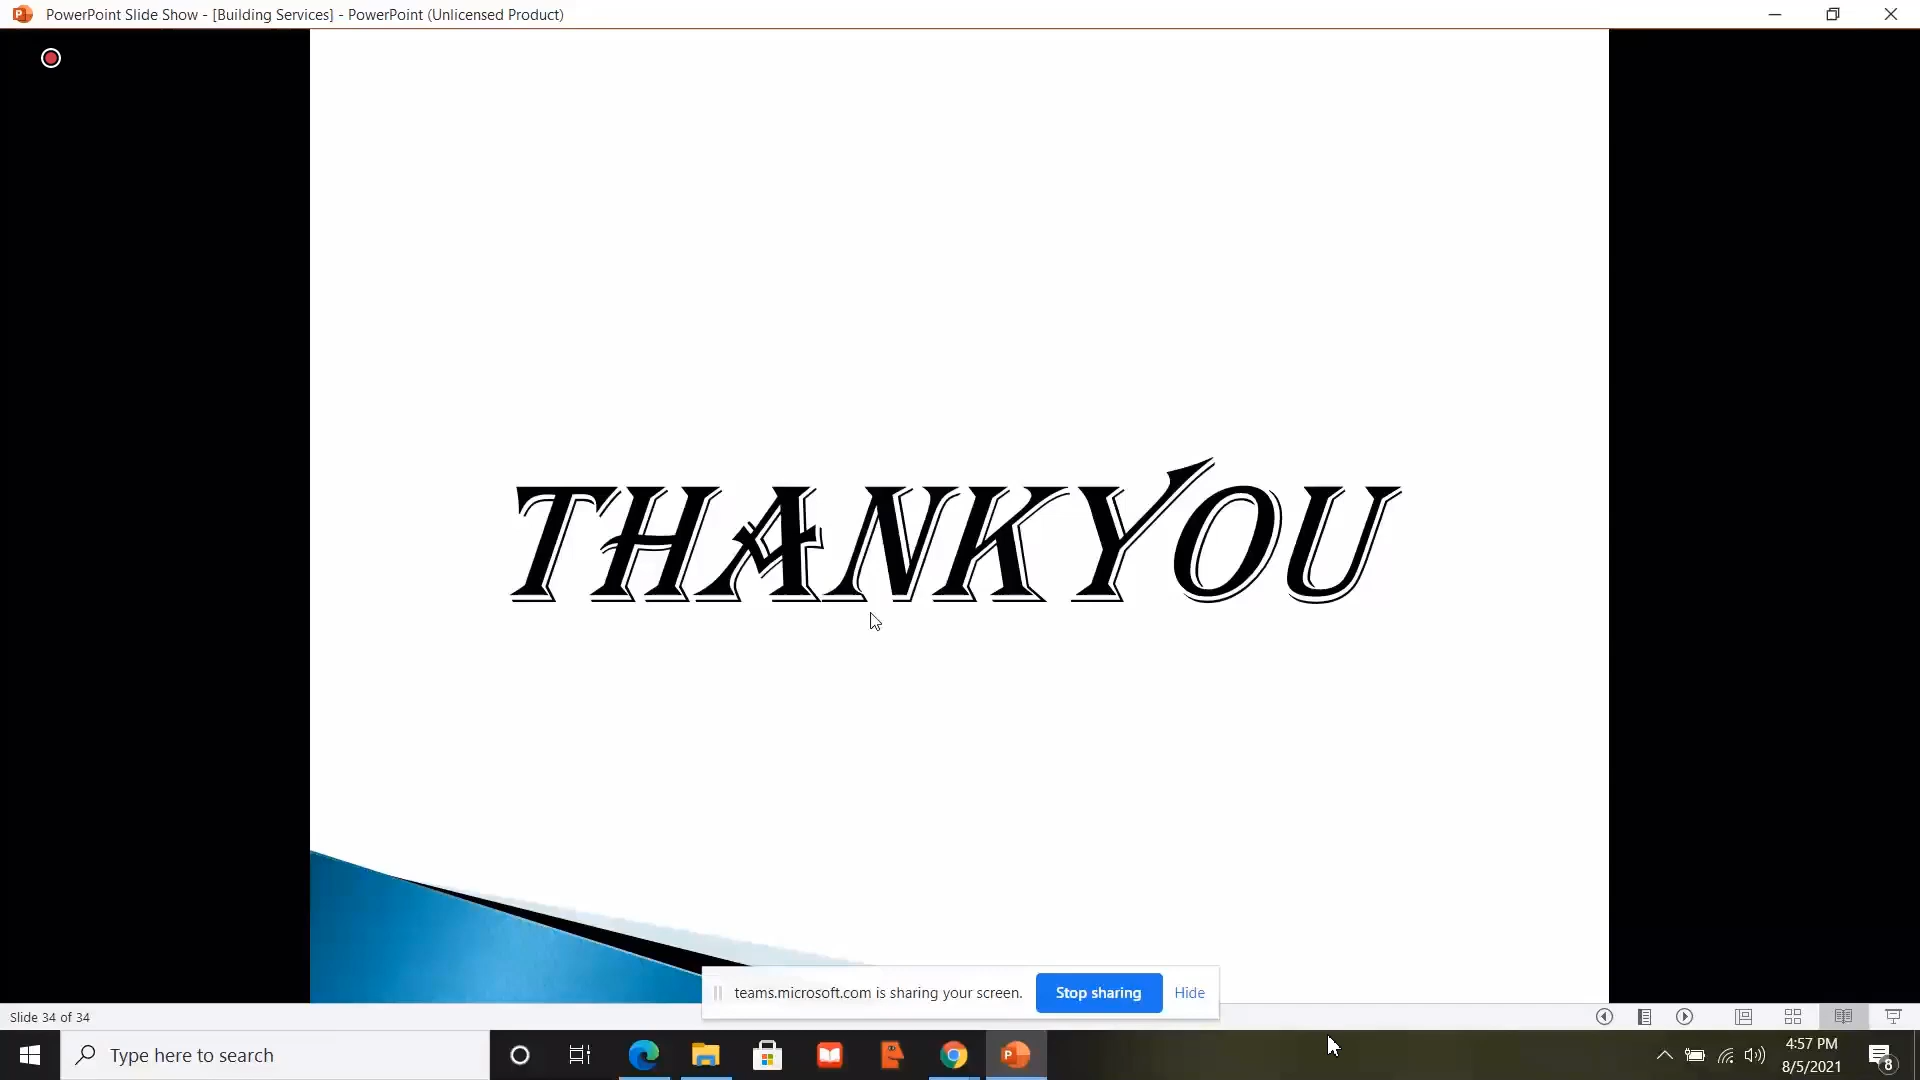 PowerPoint Slide Show - [Building Services] - PowerPoint (Unlicensed Product)
THANKYOU
teams.microsoft.com is sharing your screen.
Stop sharing
Hide
Slide 34 of 34
Type here to search
4:57 PM
8/5/2021
8